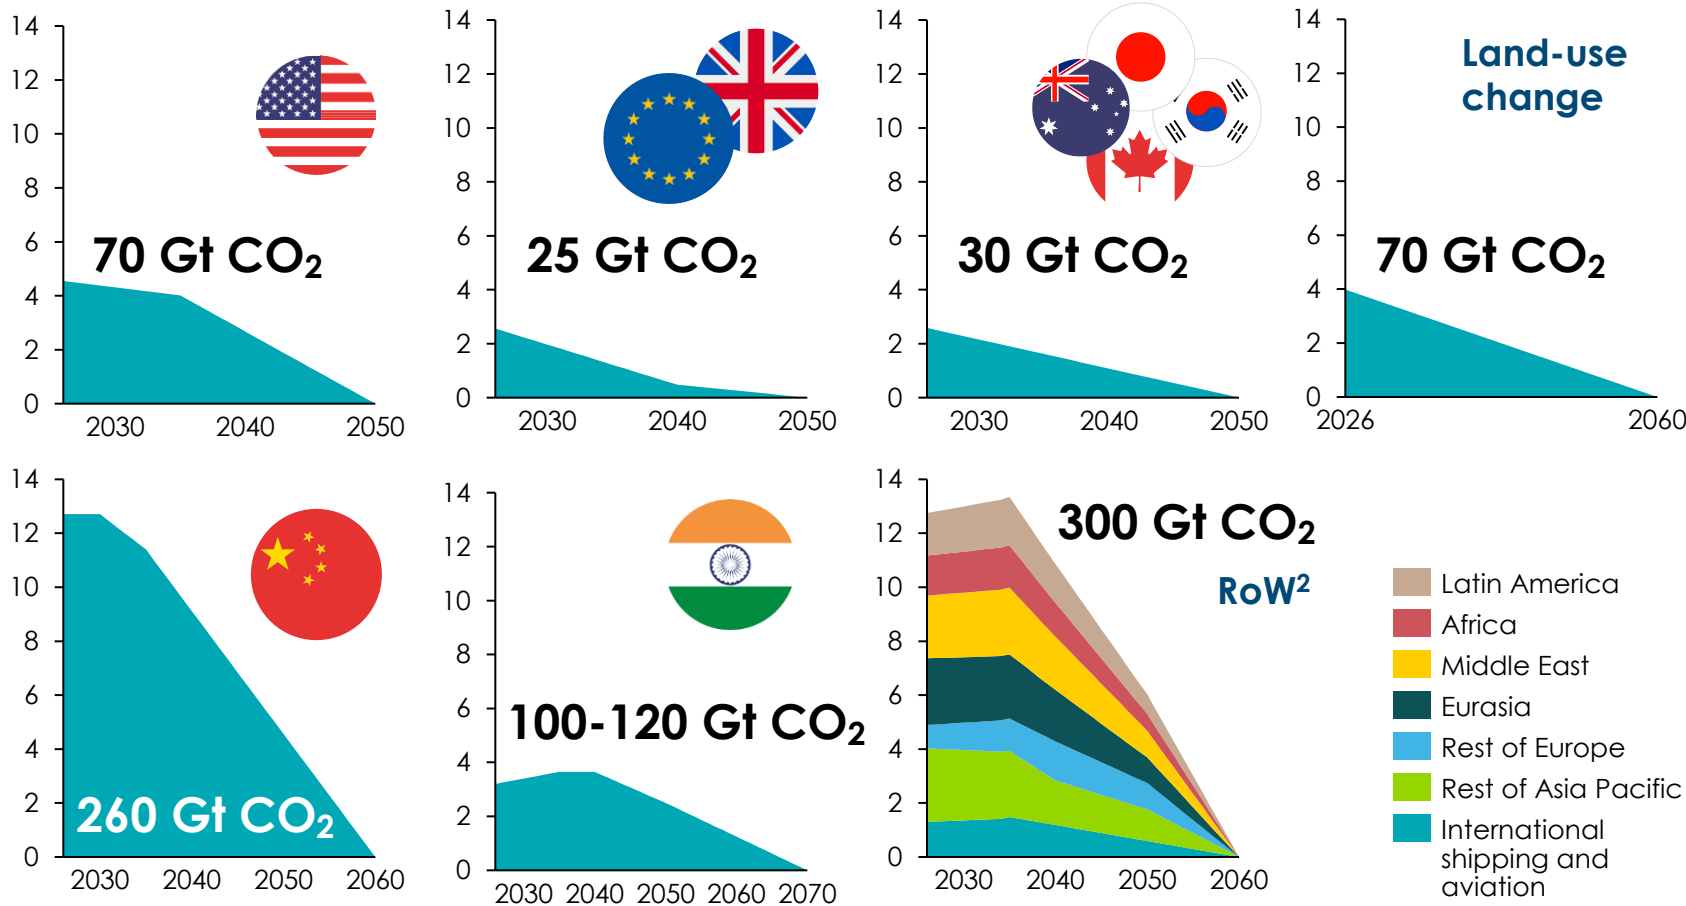 14
12
10
8
6
4
2
0
70 Gt CO₂
2030 2040 2050
14
12
10
8
6
4
2
0
25 Gt CO₂
2030 2040 2050
14
12
10
8
6
4
2
0
30 Gt CO₂
2030 2040 2050
14
12
10
8
6
4
2
0
Land-use
change
70 Gt CO₂
2026 2060
14
12
10
8
6
4
2
0
260 Gt CO₂
2030 2040 2050 2060
14
12
10
8
6
4
2
0
100-120 Gt CO₂
2030 2040 2050 2060 2070
14
12
10
8
6
4
2
0
300 Gt CO₂
RoW²
2030 2040 2050 2060
Latin America
Africa
Middle East
Eurasia
Rest of Europe
Rest of Asia Pacific
International
shipping and
aviation